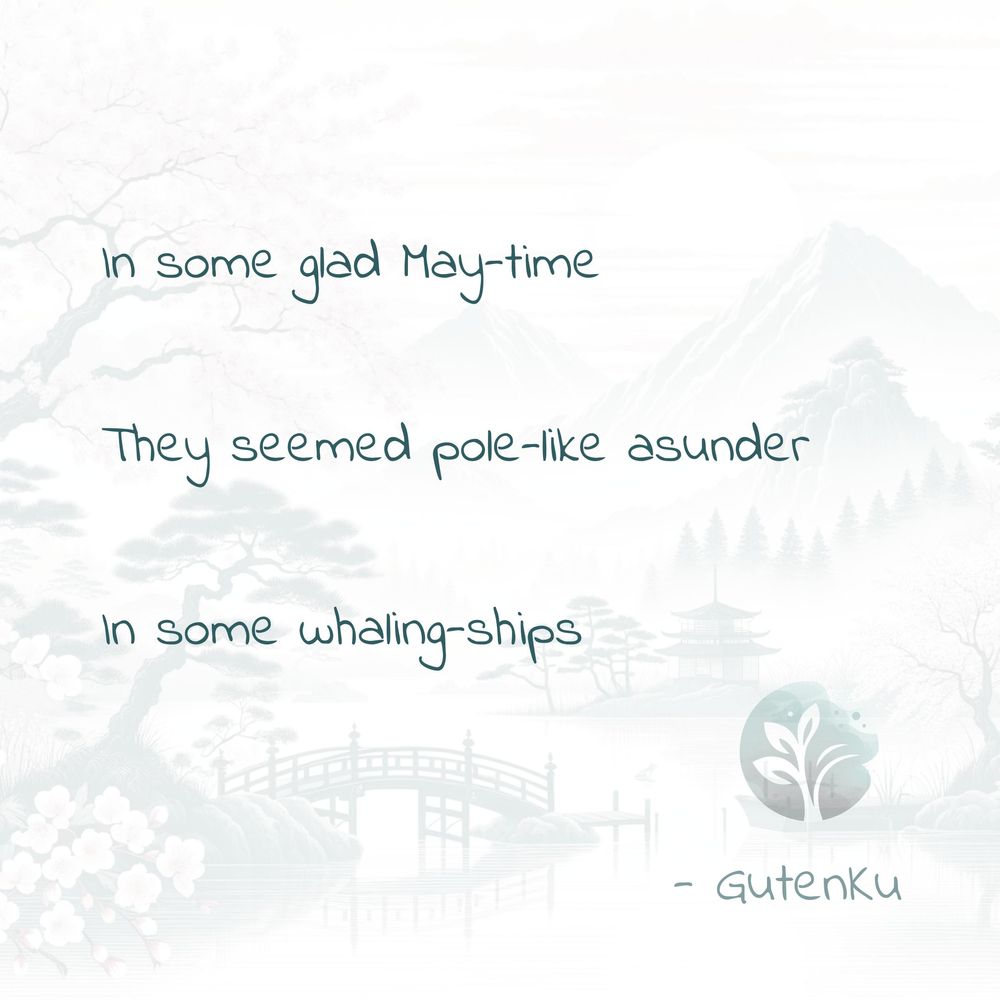 In some glad May-time
They seemed pole-like asunder
In some whaling-ships
- GutenKu